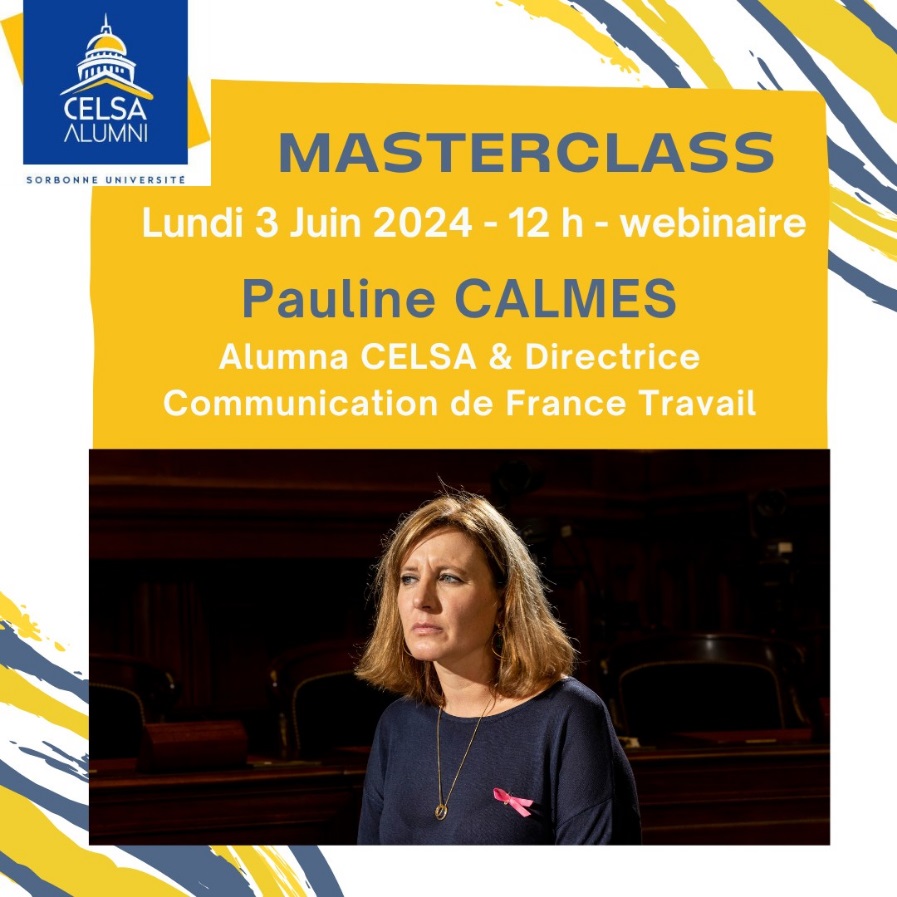 CELSA
ALUMNI
SORBONNE UNIVERSITÉ
MASTERCLASS
Lundi 3 Juin 2024 - 12 h - webinaire
Pauline CALMES
Alumna CELSA & Directrice
Communication de France Travail